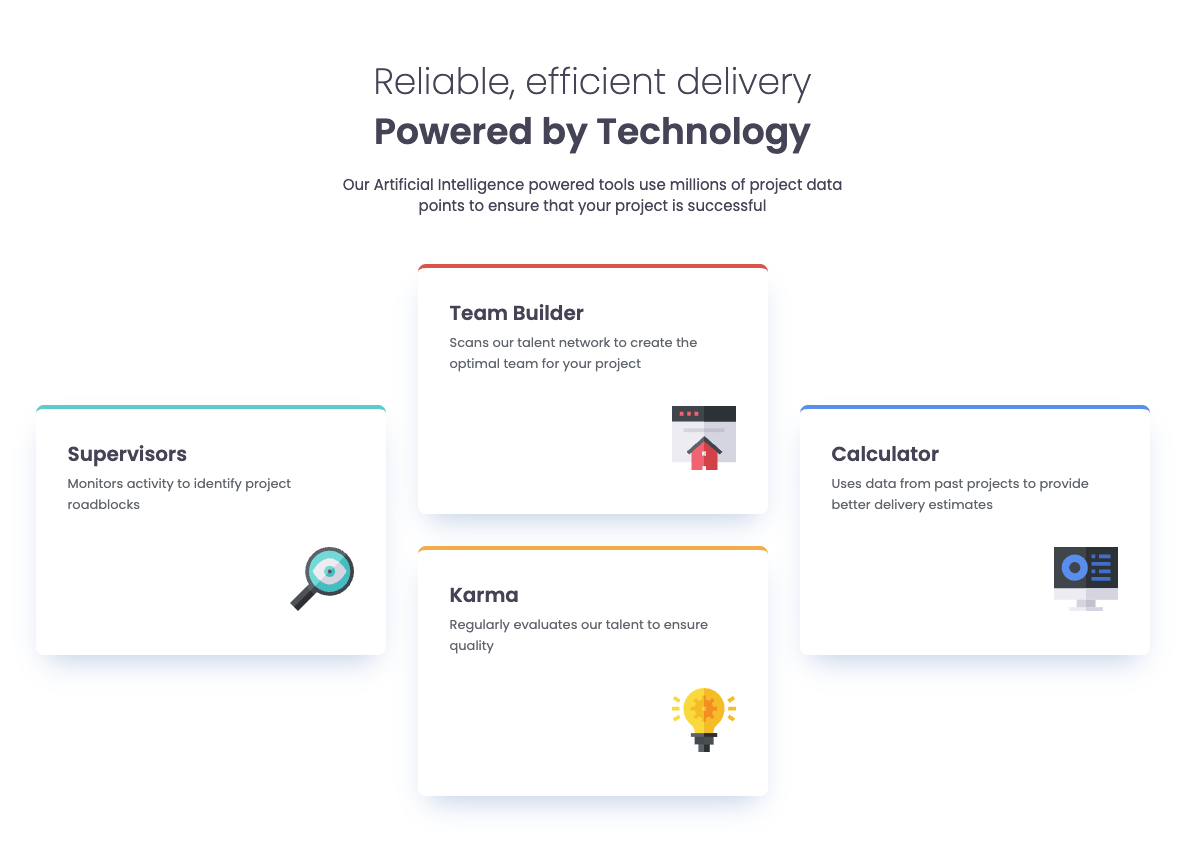 Reliable, efficient delivery
Powered by Technology
Our Artificial Intelligence powered tools use millions of project data
points to ensure that your project is successful
Supervisors
Monitors activity to identify project
roadblocks
Team Builder
Scans our talent network to create the
optimal team for your project
Karma
Regularly evaluates our talent to ensure
quality
Calculator
Uses data from past projects to provide
better delivery estimates